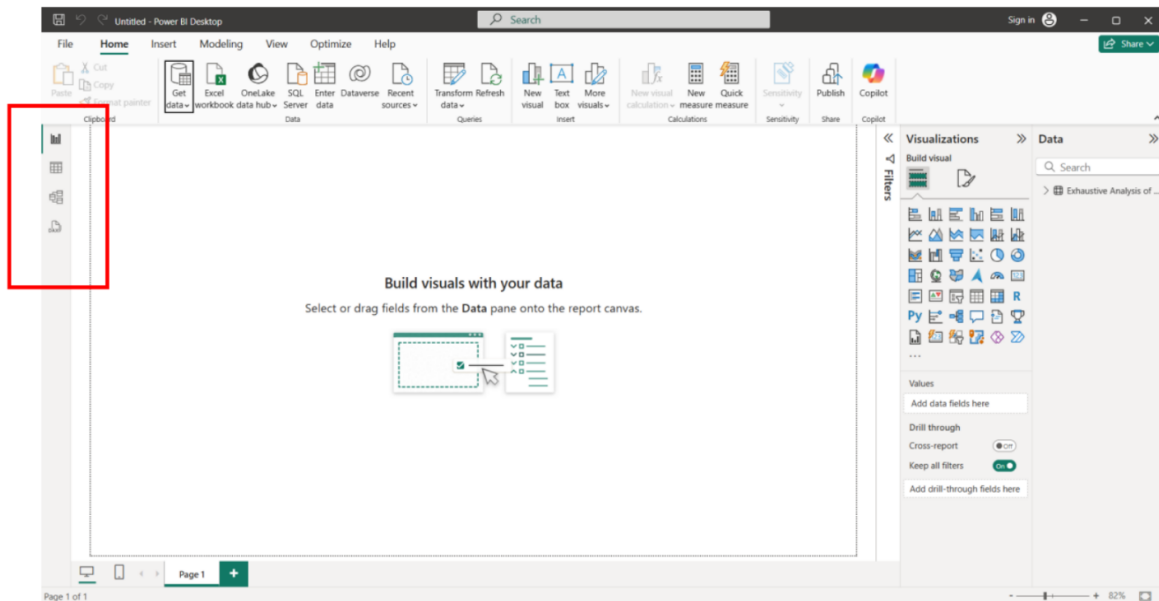 Untitled - Power BI Desktop
Search
Sign in
File Home Insert Modeling View Optimize Help
Share
Paste
Cut
Copy
Format painter
Clipboard
Get data
Excel workbook
OneLake data hub
SQL Server
Enter data
Dataverse
Recent sources
Data
Transform data
Refresh
Queries
New visual
Text box
More visuals
Insert
New visual calculation
New measure
Quick measure
Calculations
Sensitivity
Sensitivity
Publish
Share
Copilot
Copilot
Build visuals with your data
Select or drag fields from the Data pane onto the report canvas.
Filters
Visualizations
Build visual
R
Py
...
Values
Add data fields here
Drill through
Cross-report
Off
Keep all filters
On
Add drill-through fields here
Data
Search
Exhaustive Analysis of ...
Page 1
Page 1 of 1
- + 82%